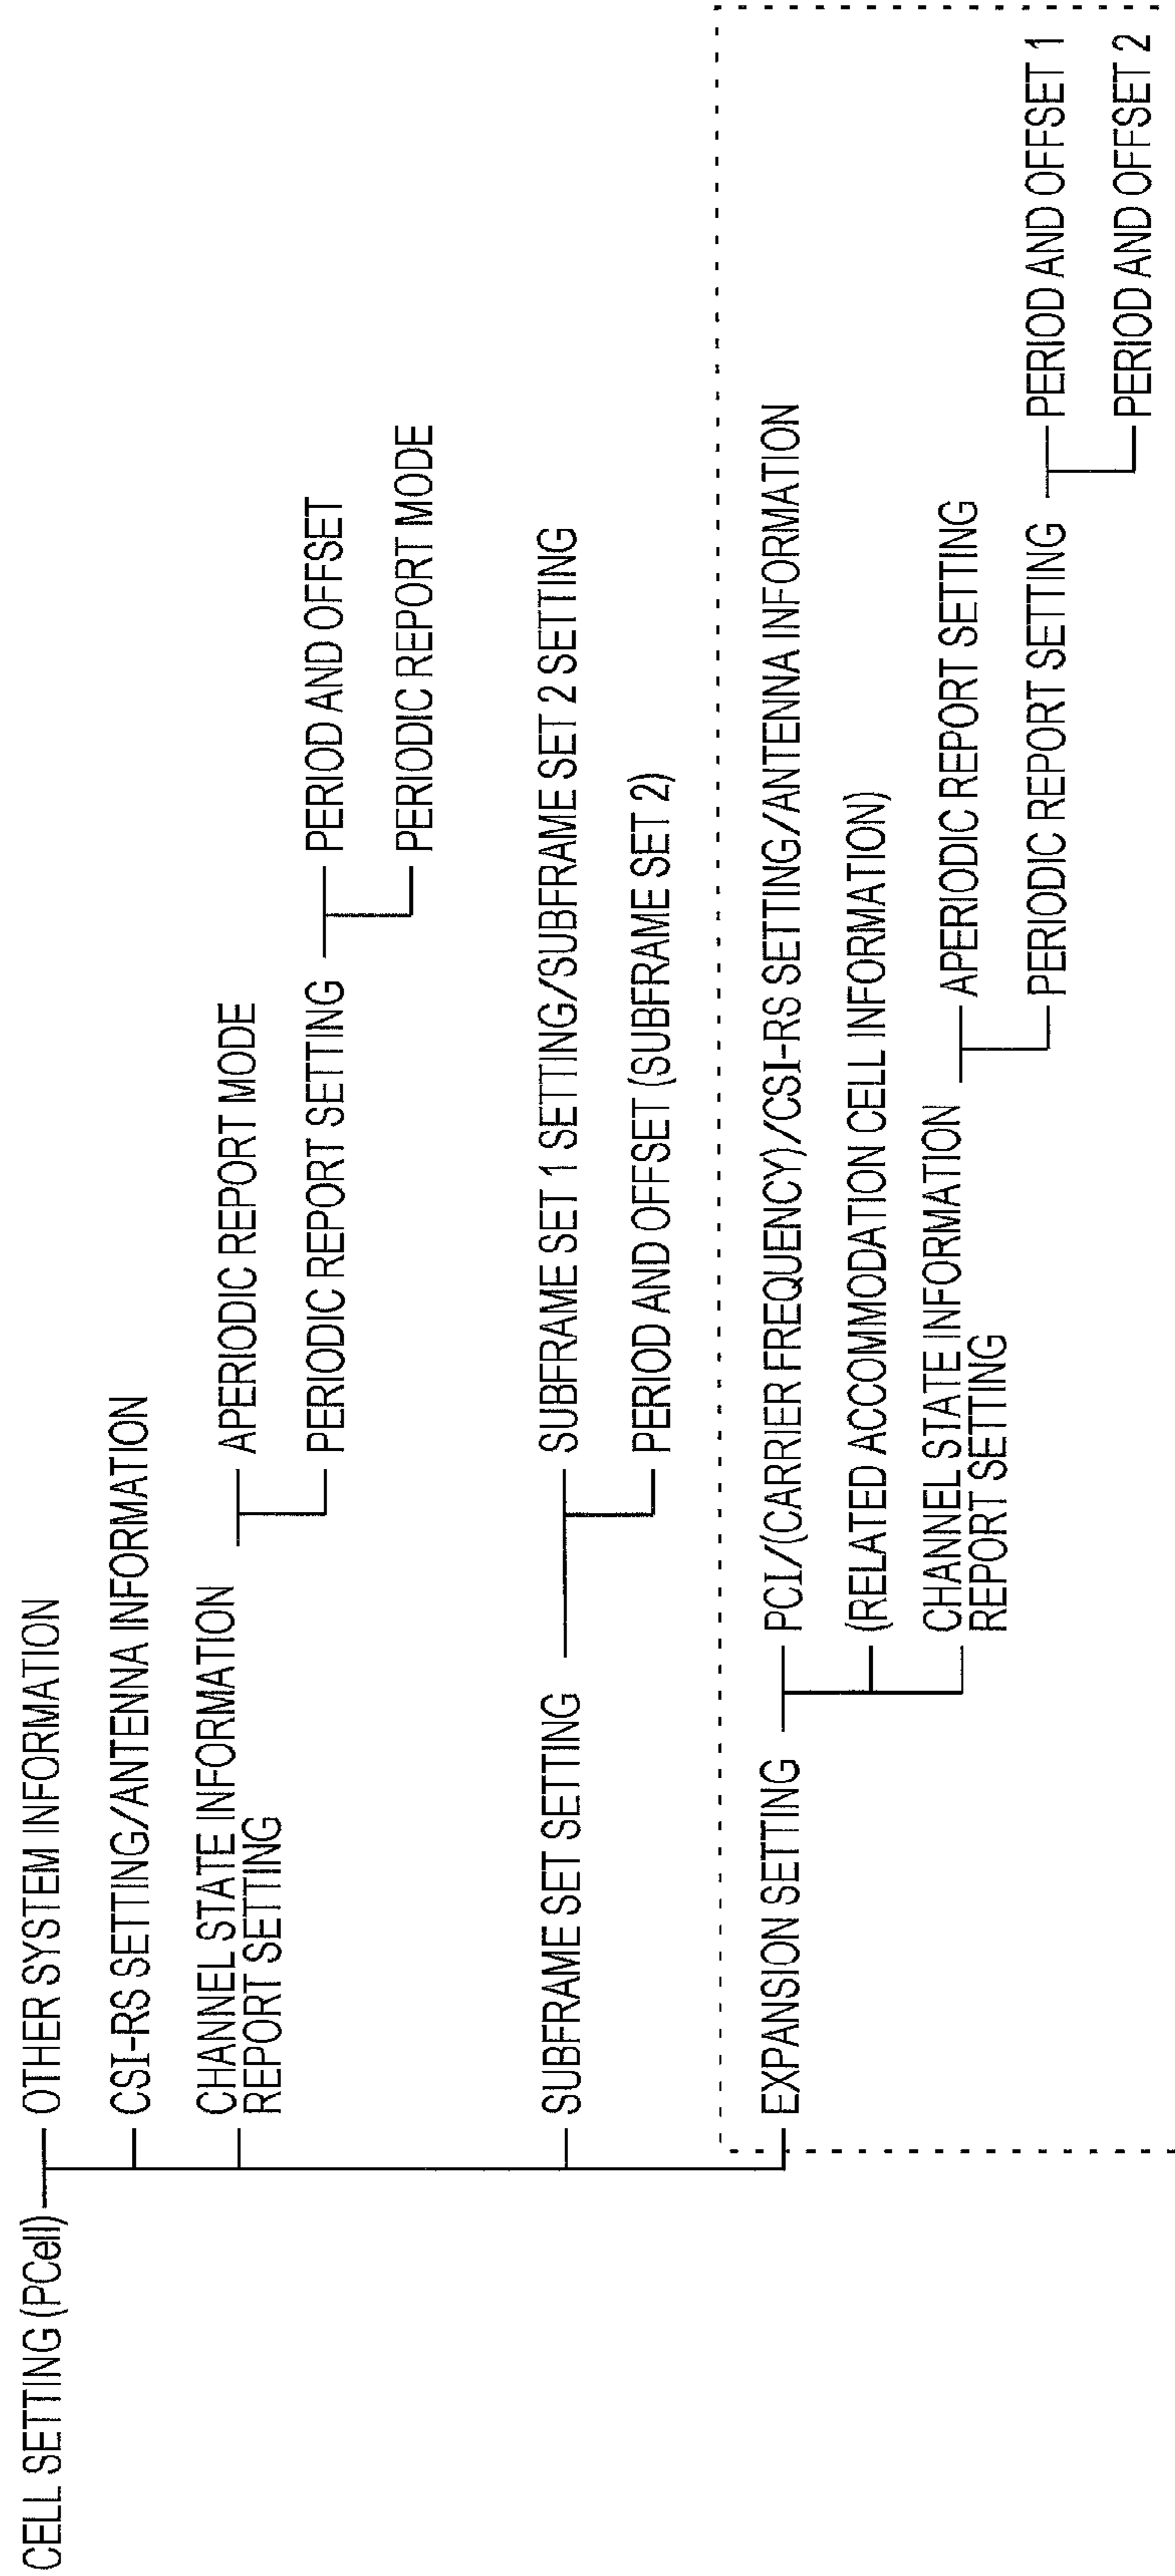 CELL SETTING (PCell)
OTHER SYSTEM INFORMATION
CSI-RS SETTING/ANTENNA INFORMATION
CHANNEL STATE INFORMATION
REPORT SETTING
APERIODIC REPORT MODE
PERIODIC REPORT SETTING
PERIOD AND OFFSET
PERIODIC REPORT MODE
SUBFRAME SET SETTING
SUBFRAME SET 1 SETTING/SUBFRAME SET 2 SETTING
PERIOD AND OFFSET (SUBFRAME SET 2)
EXPANSION SETTING
PCI/(CARRIER FREQUENCY)/CSI-RS SETTING/ANTENNA INFORMATION
(RELATED ACCOMMODATION CELL INFORMATION)
CHANNEL STATE INFORMATION
REPORT SETTING
APERIODIC REPORT SETTING
PERIODIC REPORT SETTING
PERIOD AND OFFSET 1
PERIOD AND OFFSET 2